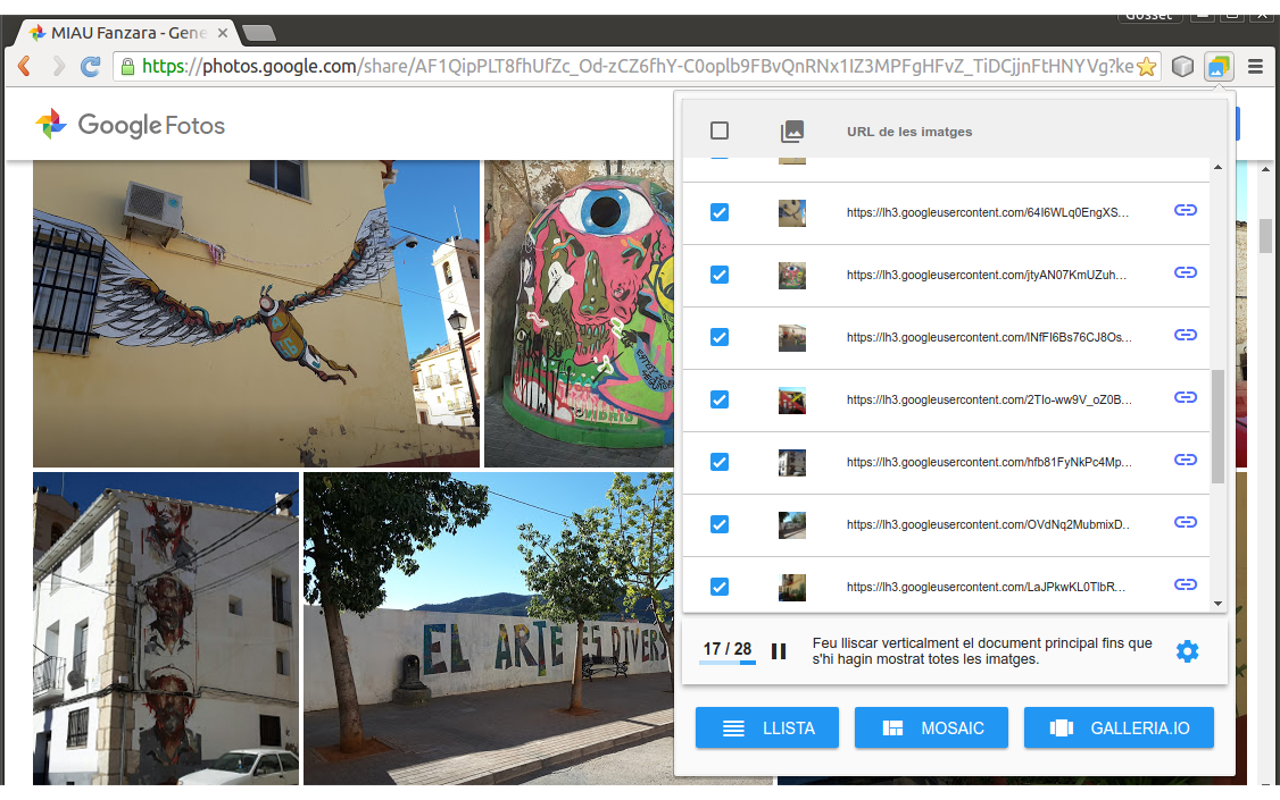 Gosset
MIAU Fanzara - Gene
https://photos.google.com/share/AF1QipPLT8fhUfZc_Od-zCZ6fhY-C0oplb9FBvQnRNx1IZ3MPFgHFvZ_TiDCjjnFtHNYVg?ke
Google Fotos
URL de les imatges
https://lh3.googleusercontent.com/64I6WLq0EngXS...
https://lh3.googleusercontent.com/jtyAN07KmUZuh...
https://lh3.googleusercontent.com/lNfFI6Bs76CJ8Os...
https://lh3.googleusercontent.com/2TIo-ww9V_oZ0B...
https://lh3.googleusercontent.com/hfb81FyNkPc4Mp...
https://lh3.googleusercontent.com/OVdNq2MubmixD..
https://lh3.googleusercontent.com/LaJPkwKL0TlbR...
VIDRIO
EL ARTE ES DIVERS
17 / 28
Feu lliscar verticalment el document principal fins que
s'hi hagin mostrat totes les imatges.
LLISTA
MOSAIC
GALLERIA.IO